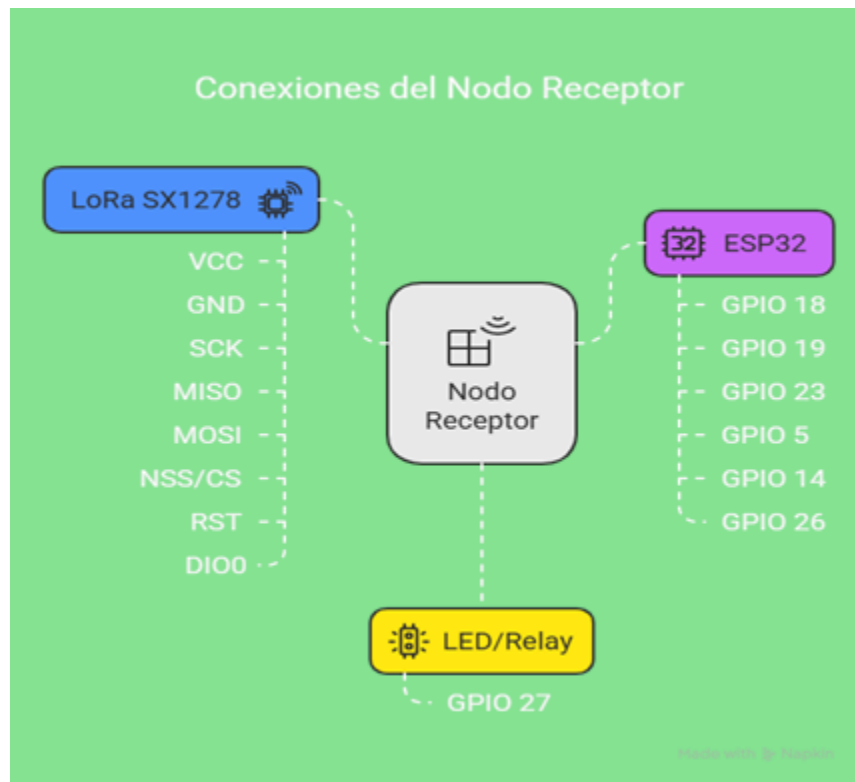 Conexiones del Nodo Receptor
LoRa SX1278
VCC
GND
SCK
MISO
MOSI
NSS/CS
RST
DIO0
Nodo
Receptor
32 ESP32
GPIO 18
GPIO 19
GPIO 23
GPIO 5
GPIO 14
GPIO 26
LED/Relay
GPIO 27
Made with Napkin